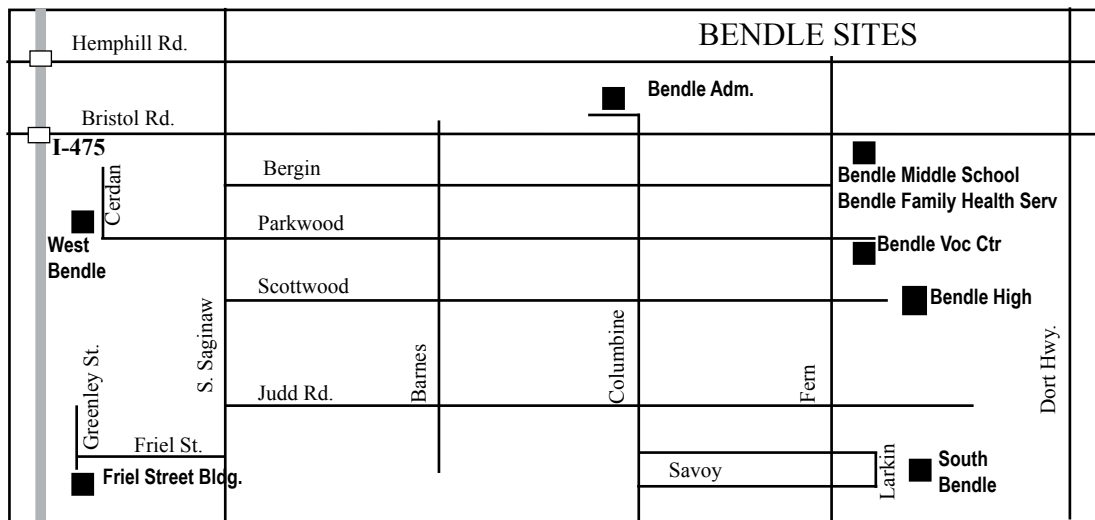 BENDLE SITES
Hemphill Rd.
Bendle Adm.
Bristol Rd.
I-475
Bergin
Cerdan
Bendle Middle School
Bendle Family Health Serv
Parkwood
West
Bendle
Bendle Voc Ctr
Scottwood
Bendle High
S. Saginaw
Barnes
Columbine
Fern
Dort Hwy.
Greenley St.
Judd Rd.
Friel St.
Friel Street Bldg.
Savoy
Larkin
South
Bendle